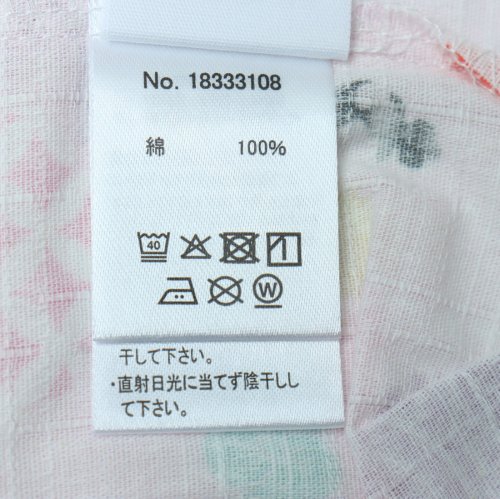 No. 18333108
綿 100%
40
W
干して下さい。
・直射日光に当てず陰干しし
て下さい。